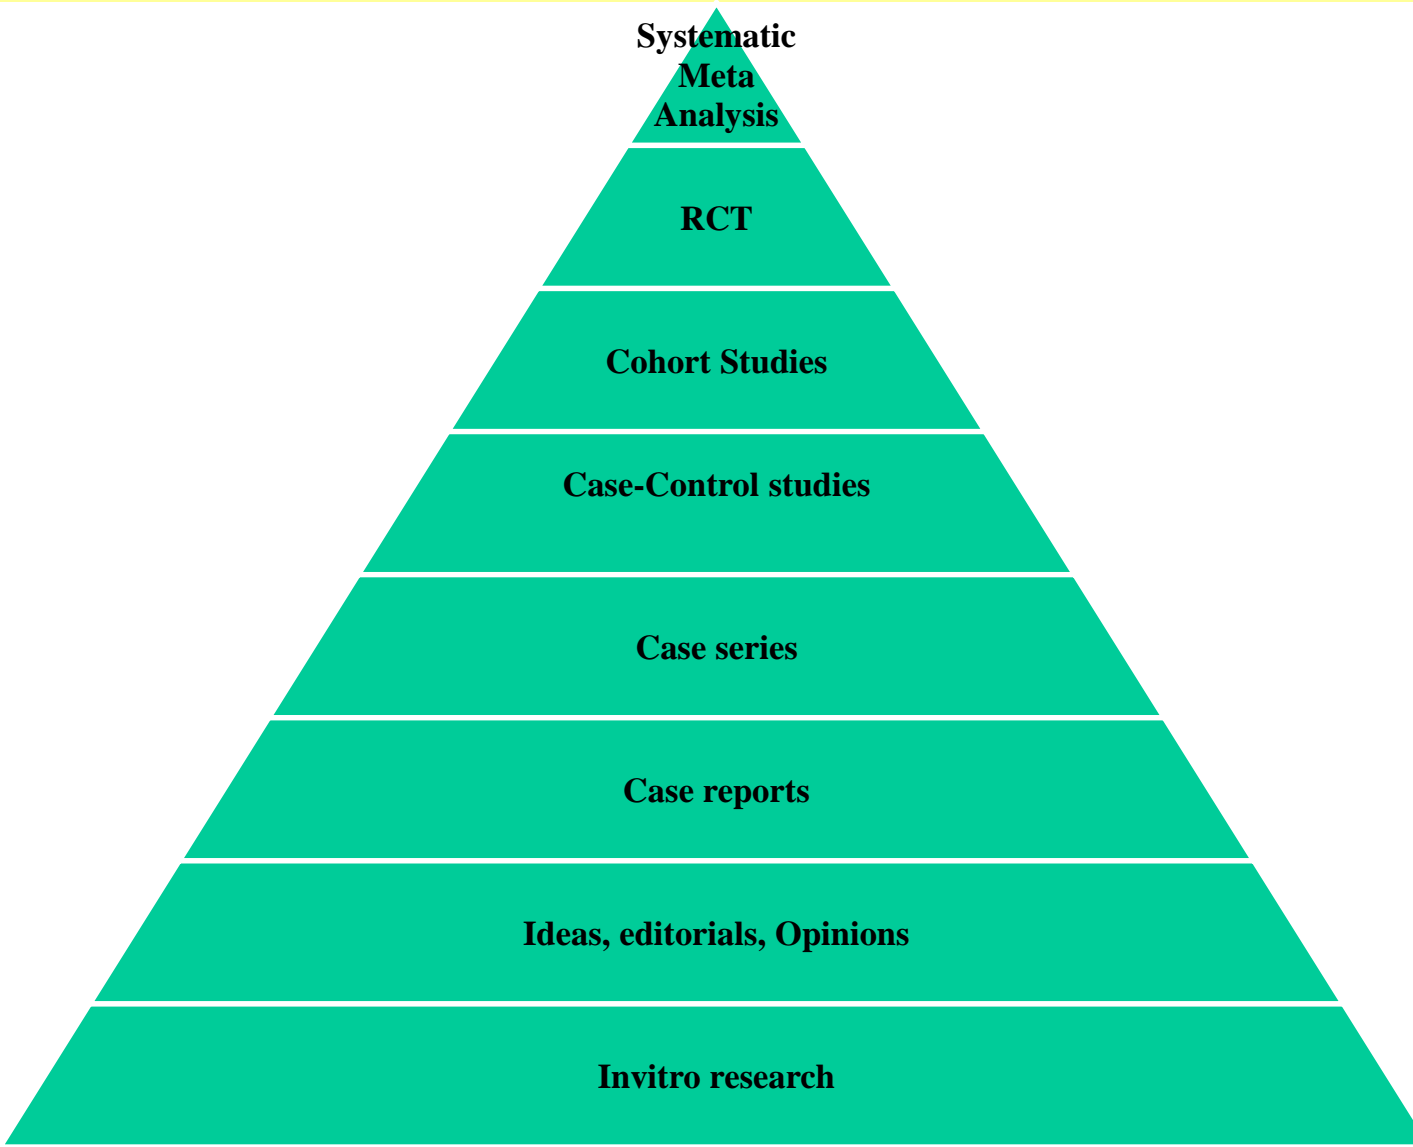 Systematic
Meta
Analysis
RCT
Cohort Studies
Case-Control studies
Case series
Case reports
Ideas, editorials, Opinions
Invitro research